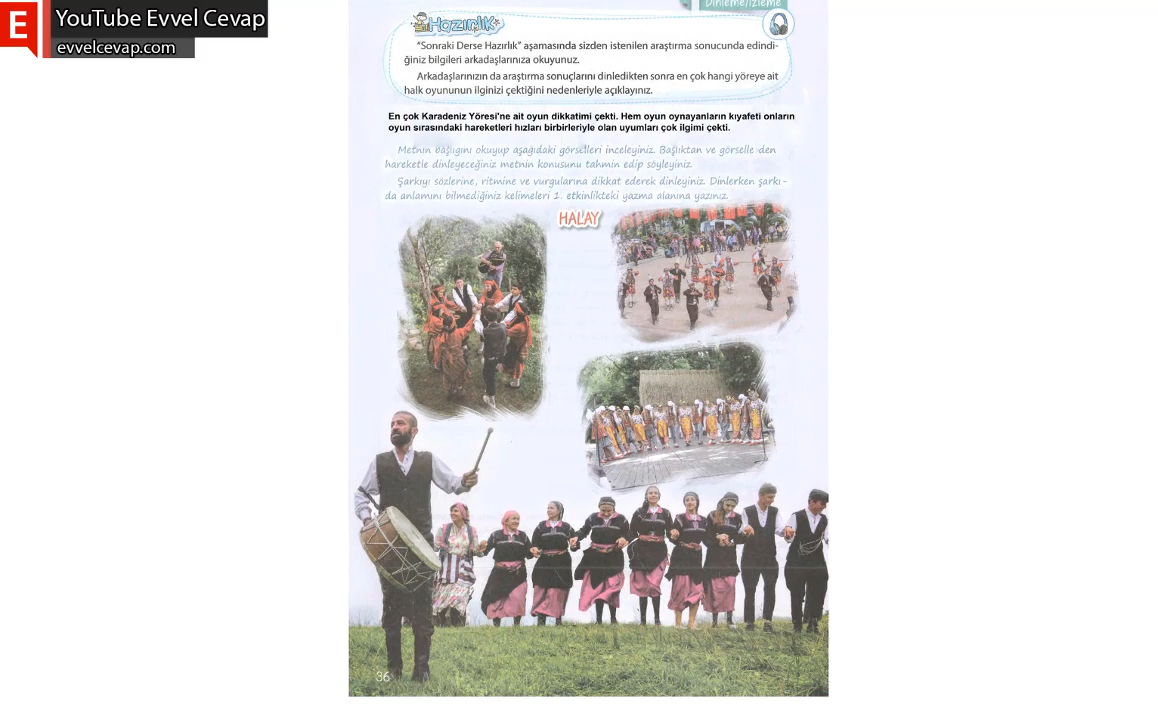 E
YouTube Evvel Cevap
evvelcevap.com
Dinleme/İzleme
Hazırlık
“Sonraki Derse Hazırlık” aşamasında sizden istenilen araştırma sonucunda edindi-
ğiniz bilgileri arkadaşlarınıza okuyunuz.
Arkadaşlarınızın da araştırma sonuçlarını dinledikten sonra en çok hangi yöreye ait
halk oyununun ilginizi çektiğini nedenleriyle açıklayınız.
En çok Karadeniz Yöresi'ne ait oyun dikkatimi çekti. Hem oyun oynayanların kıyafeti onların
oyun sırasındaki hareketleri hızları birbirleriyle olan uyumları çok ilgimi çekti.
Metnin başlığını okuyup aşağıdaki görselleri inceleyiniz. Başlıktan ve görselle den
hareketle dinleyeceğiniz metnin konusunu tahmin edip söyleyiniz.
Şarkıyı sözlerine, ritmine ve vurgularına dikkat ederek dinleyiniz. Dinlerken şarkı-
da anlamını bilmediğiniz kelimeleri 1. etkinlikteki yazma alanına yazınız.
HALAY
36